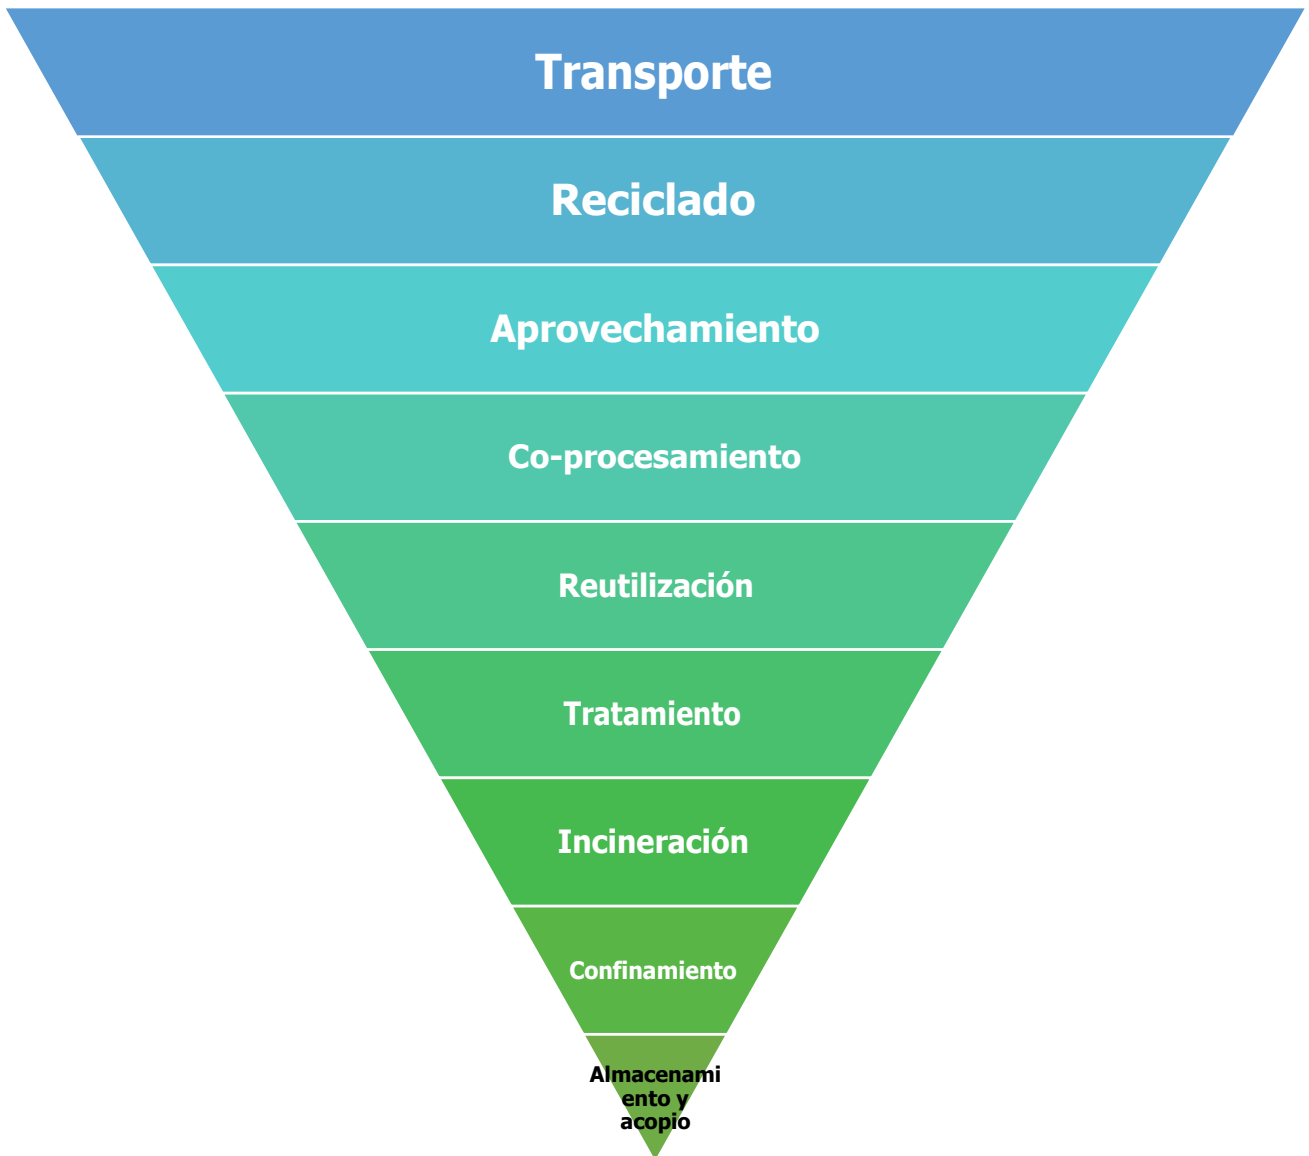 Transporte
Reciclado
Aprovechamiento
Co-procesamiento
Reutilización
Tratamiento
Incineración
Confinamiento
Almacenami
ento y
acopio